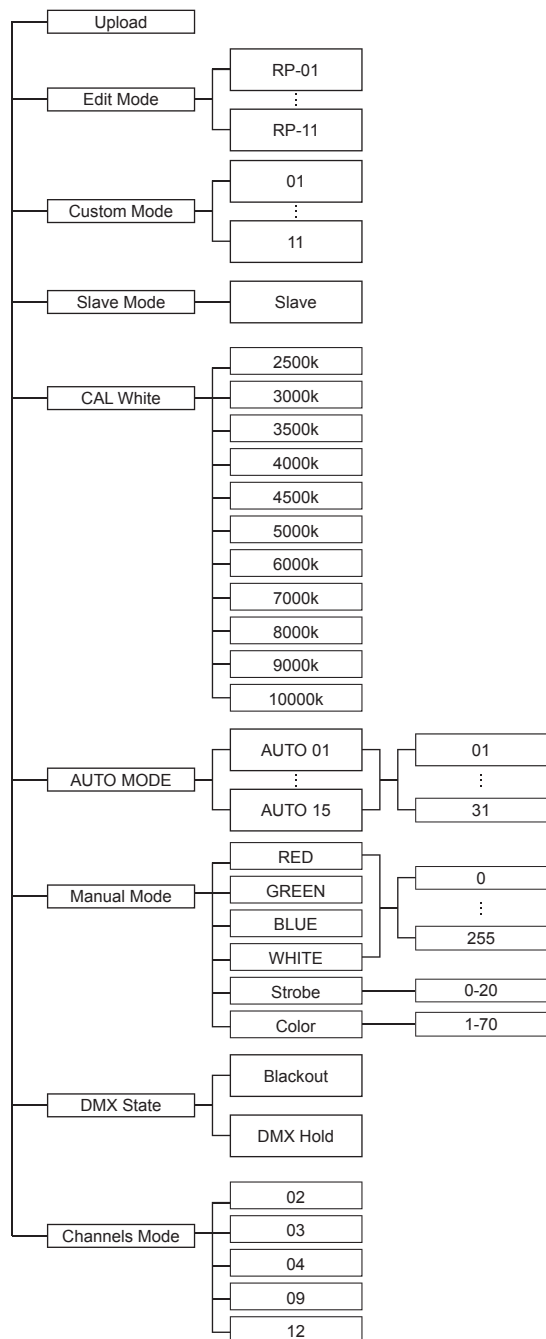 Upload
Edit Mode
RP-01
RP-11
Custom Mode
01
11
Slave Mode
Slave
CAL White
2500k
3000k
3500k
4000k
4500k
5000k
6000k
7000k
8000k
9000k
10000k
AUTO MODE
AUTO 01
AUTO 15
01
31
Manual Mode
RED
GREEN
BLUE
WHITE
0
255
Strobe
0-20
Color
1-70
DMX State
Blackout
DMX Hold
Channels Mode
02
03
04
09
12